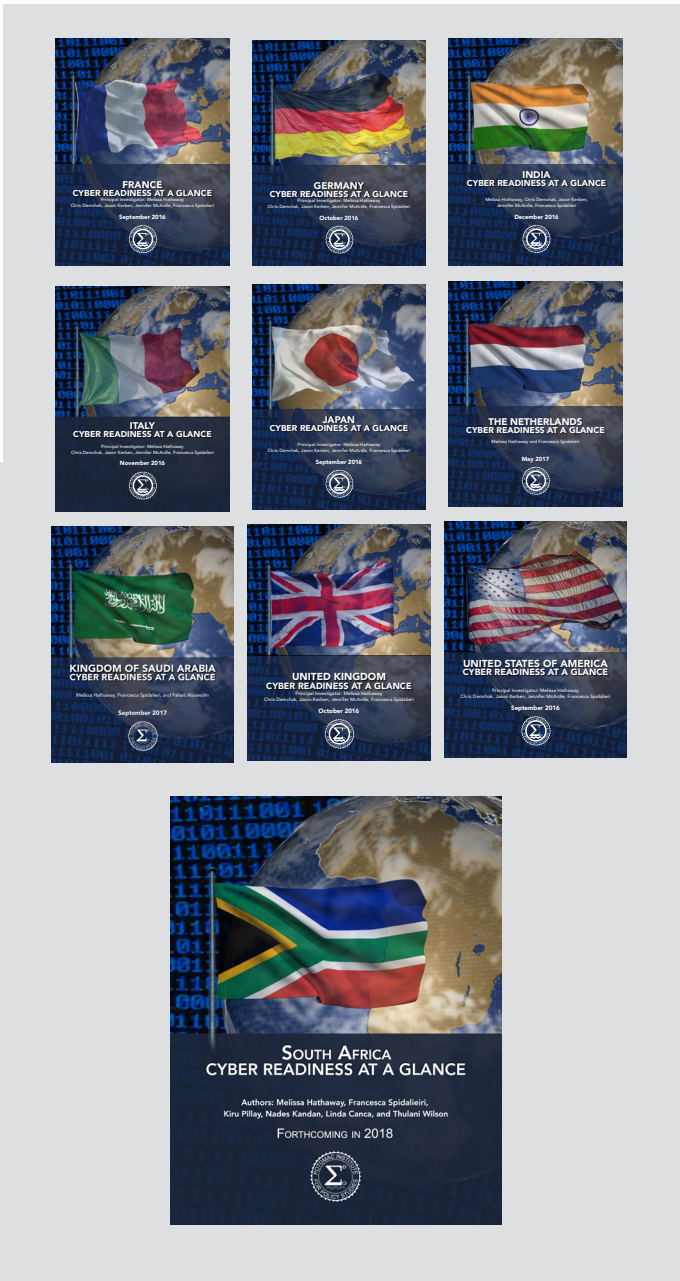 FRANCE
CYBER READINESS AT A GLANCE
Principal Investigator: Melissa Hathaway
Chris Demchak, Jason Kerben, Jennifer McArdle, Francesca Spidalieri
September 2016
GERMANY
CYBER READINESS AT A GLANCE
Principal Investigator: Melissa Hathaway
Chris Demchak, Jason Kerben, Jennifer McArdle, Francesca Spidalieri
October 2016
INDIA
CYBER READINESS AT A GLANCE
Melissa Hathaway, Chris Demchak, Jason Kerben,
Jennifer McArdle, Francesca Spidalieri
December 2016
ITALY
CYBER READINESS AT A GLANCE
Principal Investigator: Melissa Hathaway
Chris Demchak, Jason Kerben, Jennifer McArdle, Francesca Spidalieri
November 2016
JAPAN
CYBER READINESS AT A GLANCE
Principal Investigator: Melissa Hathaway
Chris Demchak, Jason Kerben, Jennifer McArdle, Francesca Spidalieri
September 2016
THE NETHERLANDS
CYBER READINESS AT A GLANCE
Melissa Hathaway and Francesca Spidalieri
May 2017
KINGDOM OF SAUDI ARABIA
CYBER READINESS AT A GLANCE
Melissa Hathaway, Francesca Spidalieri, and Fahad Alsowailm
September 2017
UNITED KINGDOM
CYBER READINESS AT A GLANCE
Principal Investigator: Melissa Hathaway
Chris Demchak, Jason Kerben, Jennifer McArdle, Francesca Spidalieri
October 2016
UNITED STATES OF AMERICA
CYBER READINESS AT A GLANCE
Principal Investigator: Melissa Hathaway
Chris Demchak, Jason Kerben, Jennifer McArdle, Francesca Spidalieri
September 2016
SOUTH AFRICA
CYBER READINESS AT A GLANCE
Authors: Melissa Hathaway, Francesca Spidalieiri,
Kiru Pillay, Nades Kandan, Linda Canca, and Thulani Wilson
FORTHCOMING IN 2018
POTOMAC INSTITUTE
FOR POLICY STUDIES